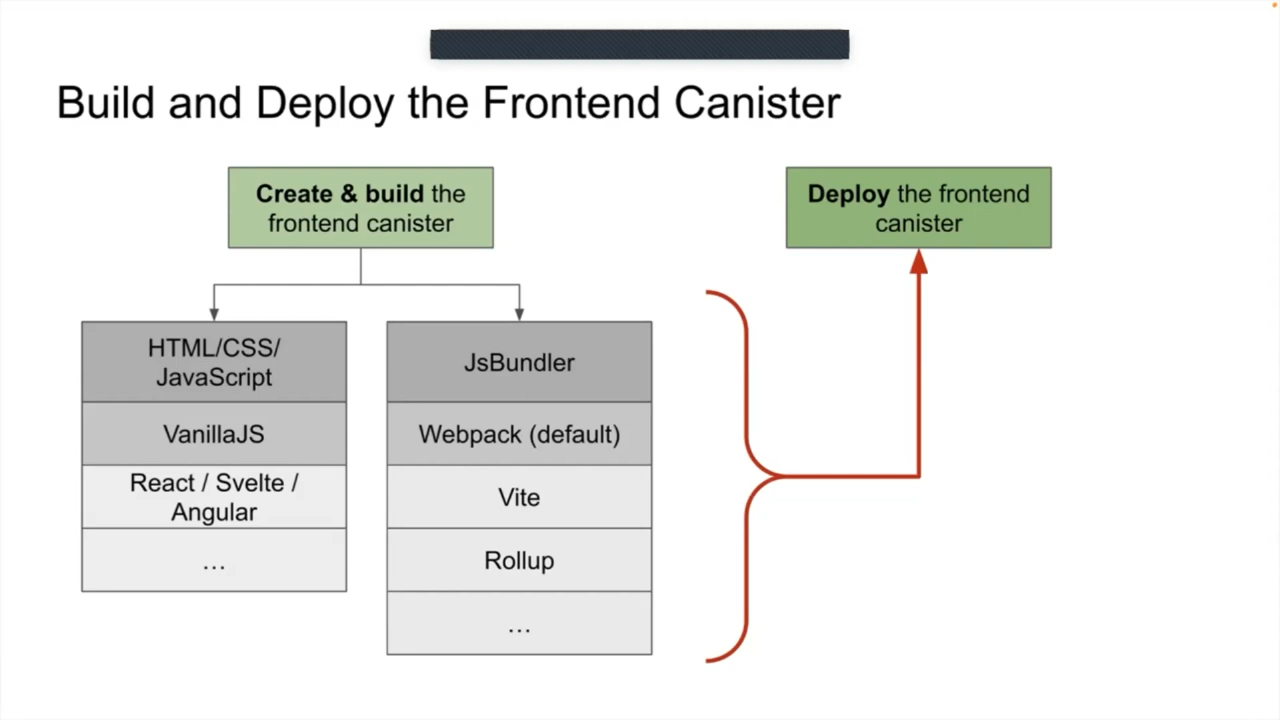 Build and Deploy the Frontend Canister
Create & build the
frontend canister
Deploy the frontend
canister
HTML/CSS/
JavaScript
VanillaJS
React / Svelte /
Angular
…
JsBundler
Webpack (default)
Vite
Rollup
…